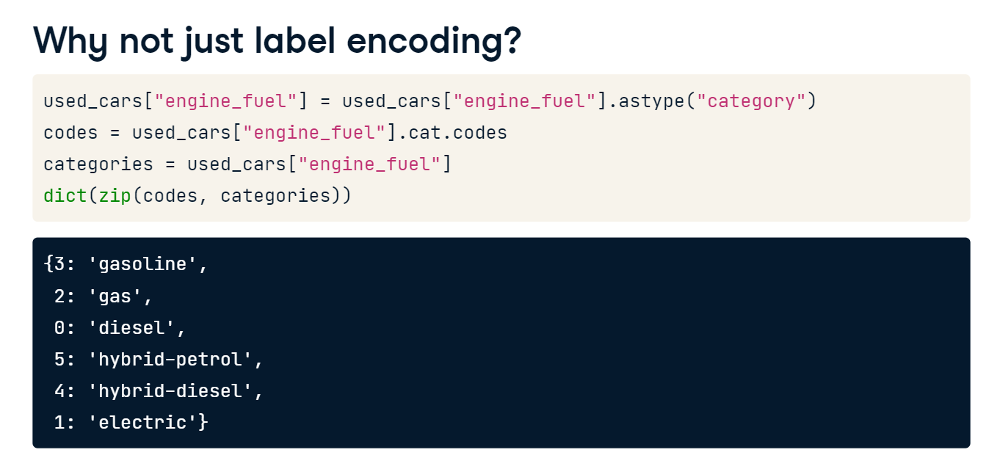 Why not just label encoding?
used_cars["engine_fuel"] = used_cars["engine_fuel"].astype("category")
codes = used_cars["engine_fuel"].cat.codes
categories = used_cars["engine_fuel"]
dict(zip(codes, categories))
{3: 'gasoline',
 2: 'gas',
 0: 'diesel',
 5: 'hybrid-petrol',
 4: 'hybrid-diesel',
 1: 'electric'}